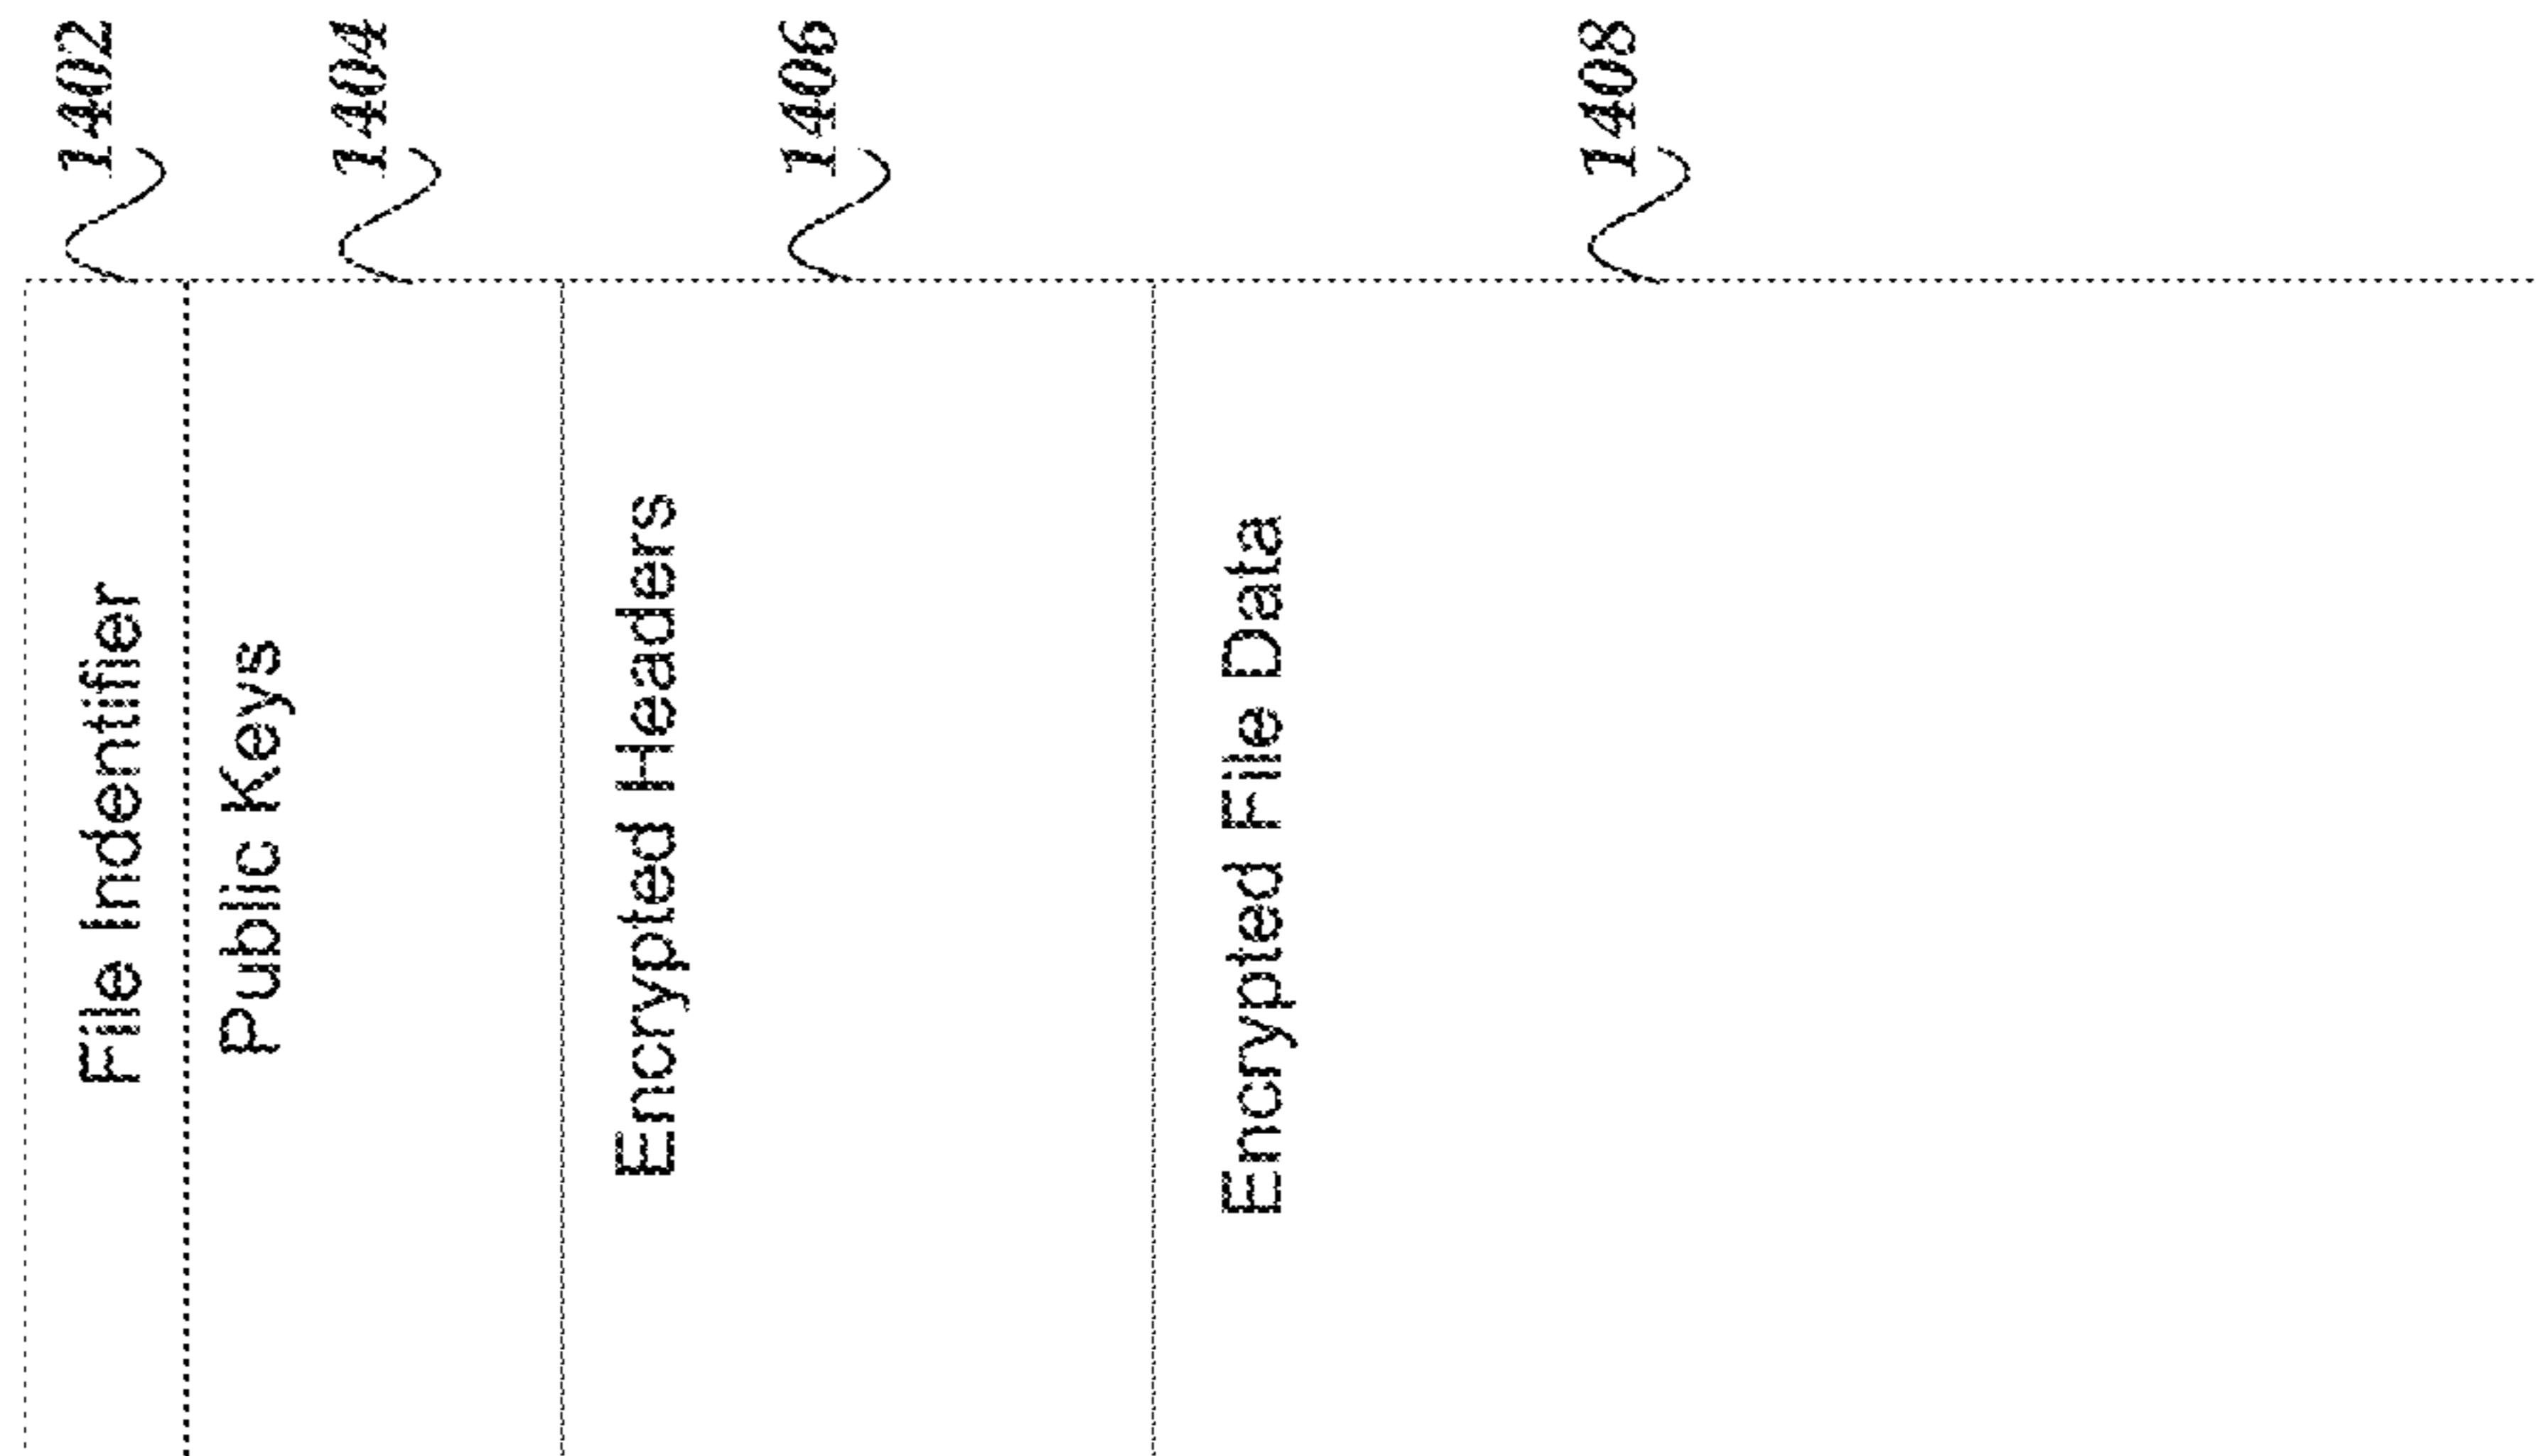 File Indentifier
1402
Public Keys
1404
Encrypted Headers
1406
Encrypted File Data
1408